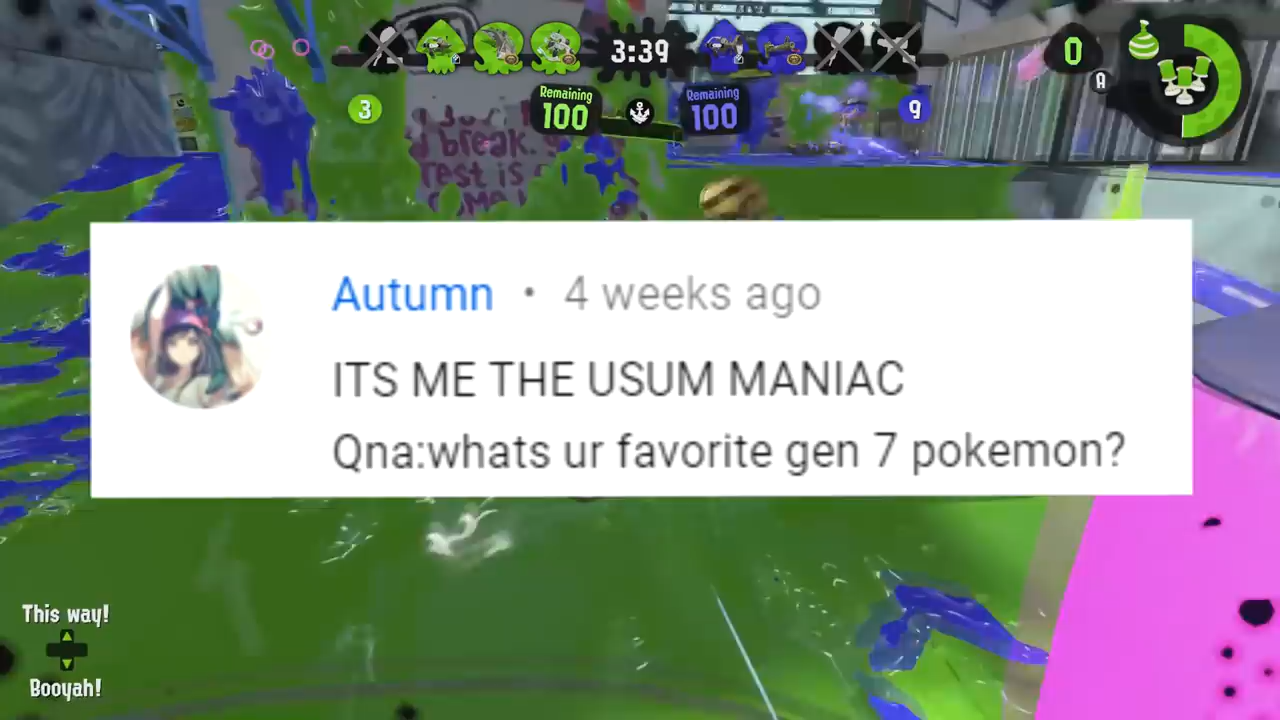 3:39
0
A
3
Remaining
100
Remaining
100
9
break.
Autumn • 4 weeks ago
ITS ME THE USUM MANIAC
Qna:whats ur favorite gen 7 pokemon?
This way!
Booyah!